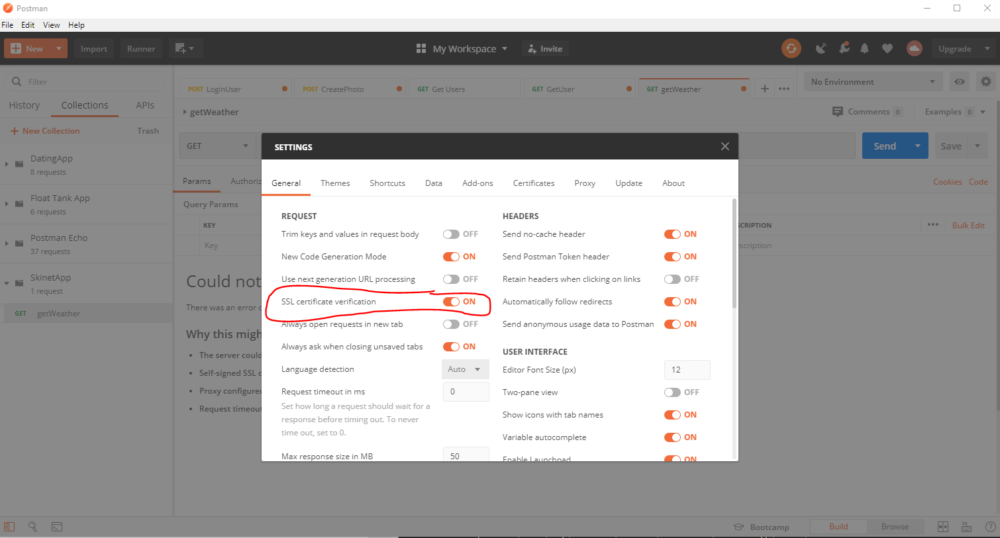 Postman
File Edit View Help
New Import Runner My Workspace Invite Upgrade
Filter
History Collections APIs
New Collection Trash
DatingApp
8 requests
Float Tank App
6 requests
Postman Echo
37 requests
SkinetApp
1 request
GET getWeather
POST LoginUser POST CreatePhoto GET Get Users GET GetUser GET getWeather
No Environment
getWeather
Comments 0 Examples 0
GET Send Save
Params Cookies Code
Query Params
KEY Bulk Edit
Key
Could not
There was an error
Why this
The server
Self-signed SSL
Proxy
Request
SETTINGS
General Themes Shortcuts Data Add-ons Certificates Proxy Update About
REQUEST
Trim keys and values in request body OFF
New Code Generation Mode ON
Use next generation URL processing OFF
SSL certificate verification ON
Always open requests in new tab OFF
Always ask when closing unsaved tabs ON
Language detection Auto
Request timeout in ms 0
Set how long a request should wait for a
response before timing out. To never
time out, set to 0.
Max response size in MB 50
HEADERS
Send no-cache header ON
Send Postman Token header ON
Retain headers when clicking on links OFF
Automatically follow redirects ON
Send anonymous usage data to Postman ON
USER INTERFACE
Editor Font Size (px) 12
Two-pane view OFF
Show icons with tab names ON
Variable autocomplete ON
Enable Launchpad ON
Bootcamp Build Browse